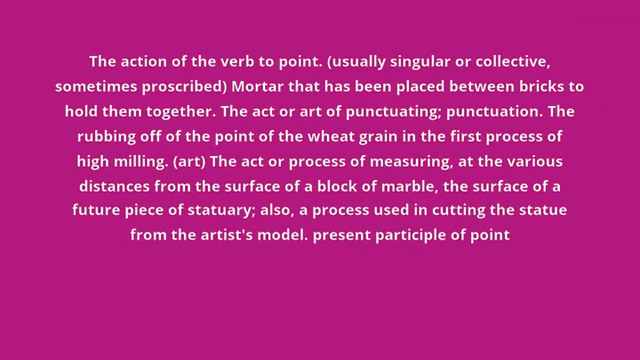 The action of the verb to point. (usually singular or collective,
sometimes proscribed) Mortar that has been placed between bricks to
hold them together. The act or art of punctuating; punctuation. The
rubbing off of the point of the wheat grain in the first process of
high milling. (art) The act or process of measuring, at the various
distances from the surface of a block of marble, the surface of a
future piece of statuary; also, a process used in cutting the statue
from the artist's model. present participle of point